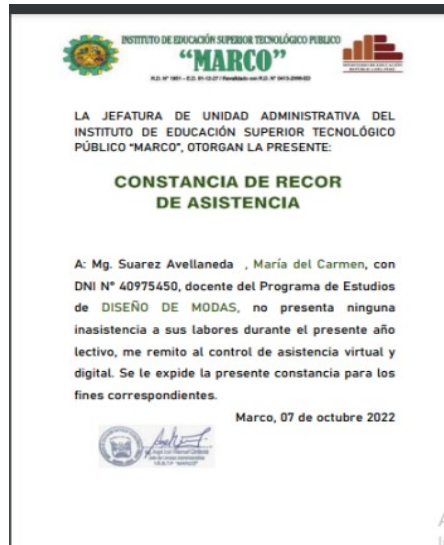 INSTITUTO DE EDUCACIÓN SUPERIOR TECNOLÓGICO PUBLICO
“MARCO”
LA JEFATURA DE UNIDAD ADMINISTRATIVA DEL
INSTITUTO DE EDUCACIÓN SUPERIOR TECNOLÓGICO
PÚBLICO “MARCO”, OTORGAN LA PRESENTE:
CONSTANCIA DE RECOR
DE ASISTENCIA
A: Mg. Suarez Avellaneda , María del Carmen, con
DNI N° 40975450, docente del Programa de Estudios
de DISEÑO DE MODAS, no presenta ninguna
inasistencia a sus labores durante el presente año
lectivo, me remito al control de asistencia virtual y
digital. Se le expide la presente constancia para los
fines correspondientes.
Marco, 07 de octubre 2022